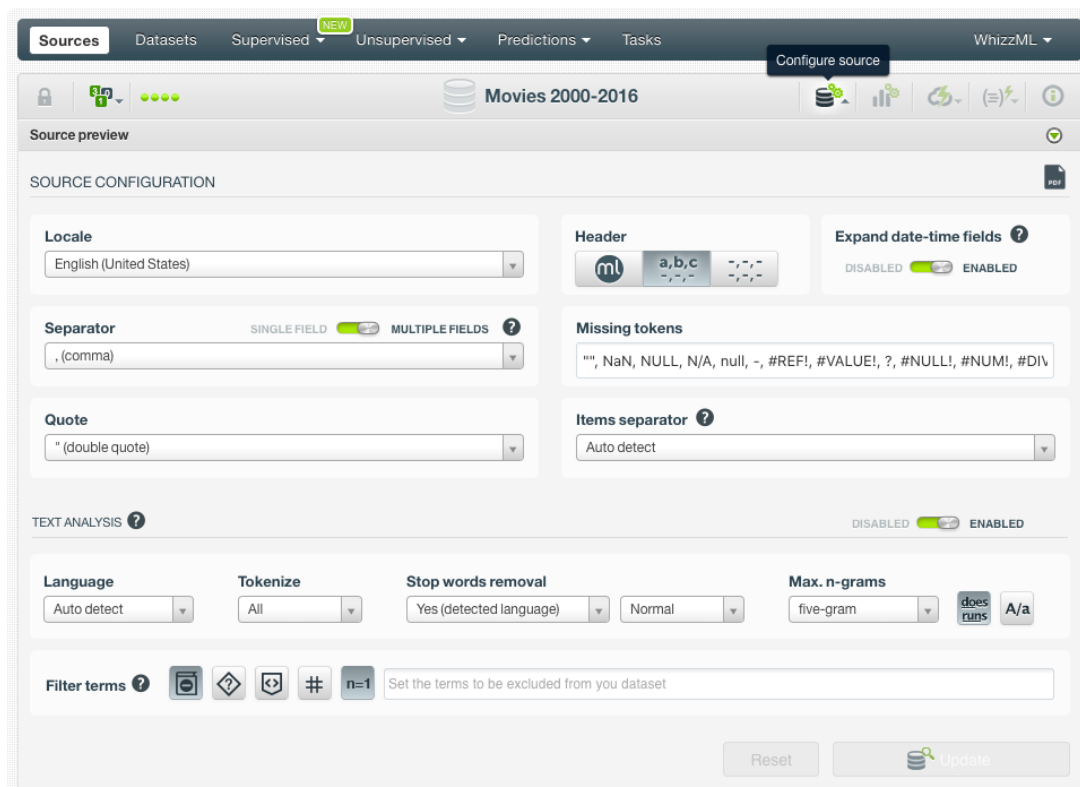 NEW
Sources Datasets Supervised Unsupervised Predictions Tasks WhizzML
Configure source
Movies 2000-2016
Source preview
SOURCE CONFIGURATION
PDF
Locale
English (United States)
Header
ml
a,b,c
-,-,-
-,-,-
-,-,-
Expand date-time fields ?
DISABLED ENABLED
Separator SINGLE FIELD MULTIPLE FIELDS ?
, (comma)
Missing tokens
"", NaN, NULL, N/A, null, -, #REF!, #VALUE!, ?, #NULL!, #NUM!, #DIV
Quote
" (double quote)
Items separator ?
Auto detect
TEXT ANALYSIS ? DISABLED ENABLED
Language Tokenize Stop words removal Max. n-grams
Auto detect All Yes (detected language) Normal five-gram
does
runs
A/a
Filter terms ? # n=1 Set the terms to be excluded from you dataset
Reset Update